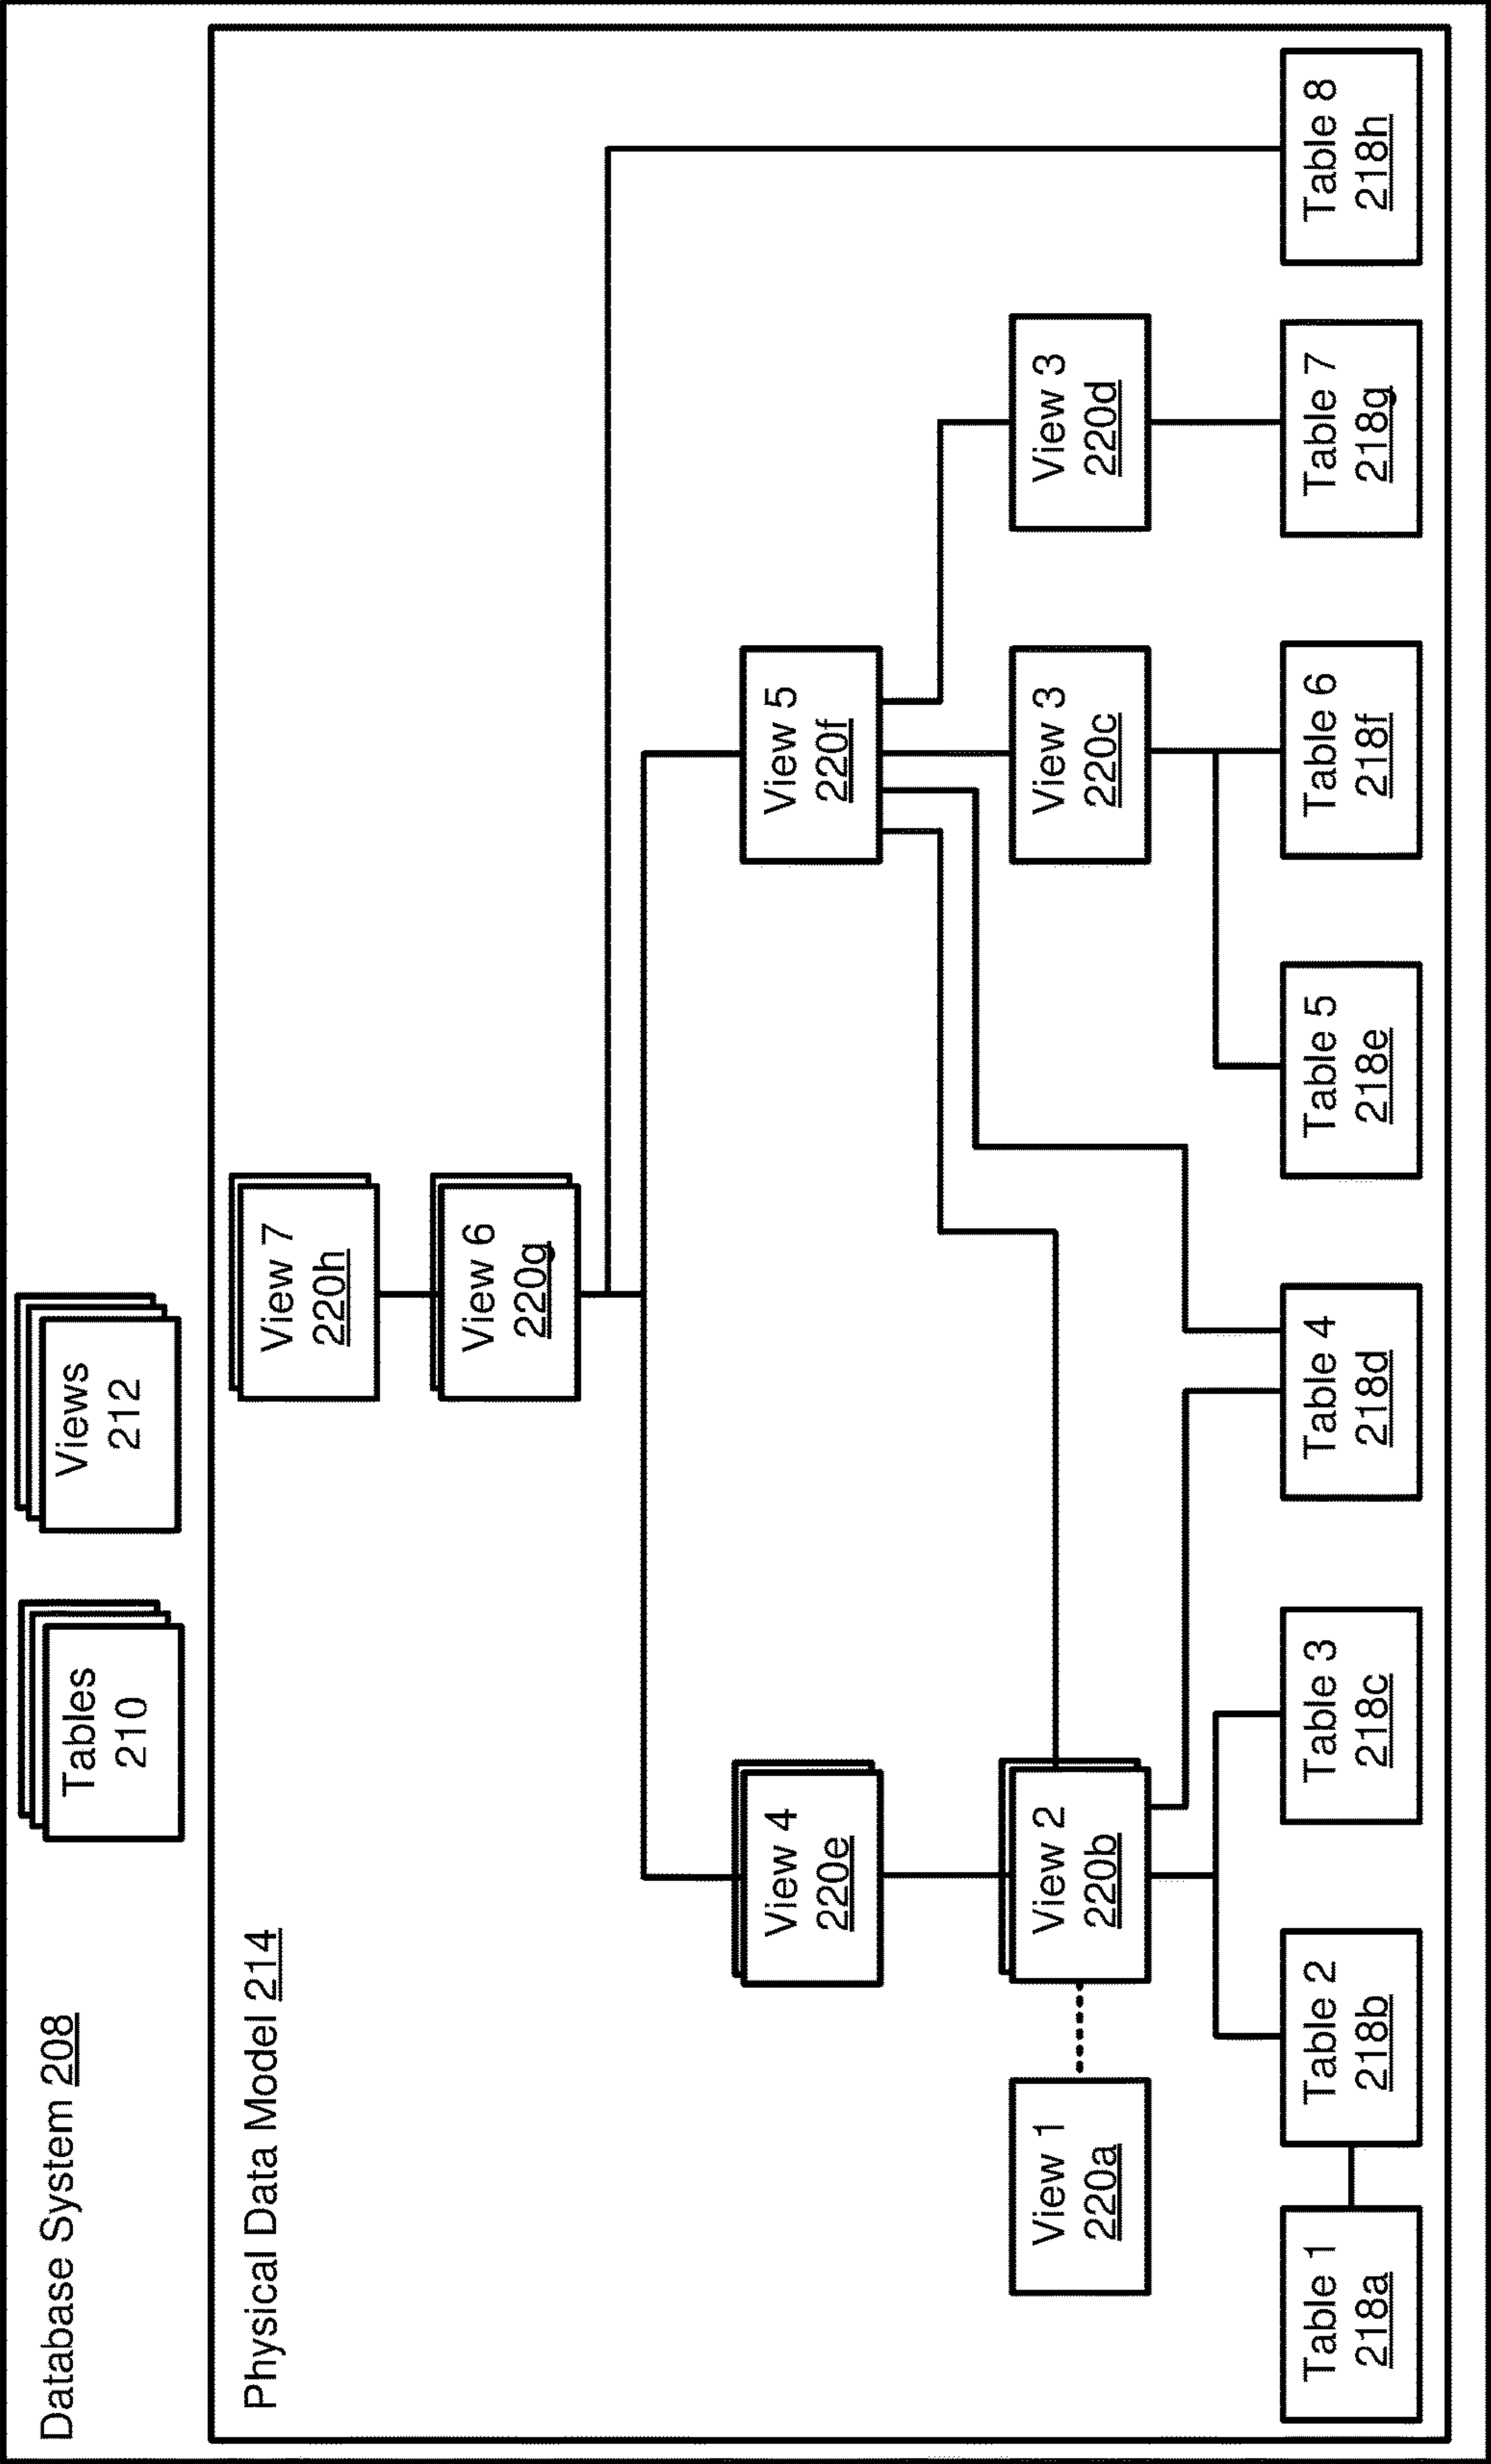 Database System 208
Tables
210
Views
212
Physical Data Model 214
View 7
220h
View 6
220g
View 4
220e
View 5
220f
View 1
220a
View 2
220b
View 3
220c
View 3
220d
Table 1
218a
Table 2
218b
Table 3
218c
Table 4
218d
Table 5
218e
Table 6
218f
Table 7
218g
Table 8
218h